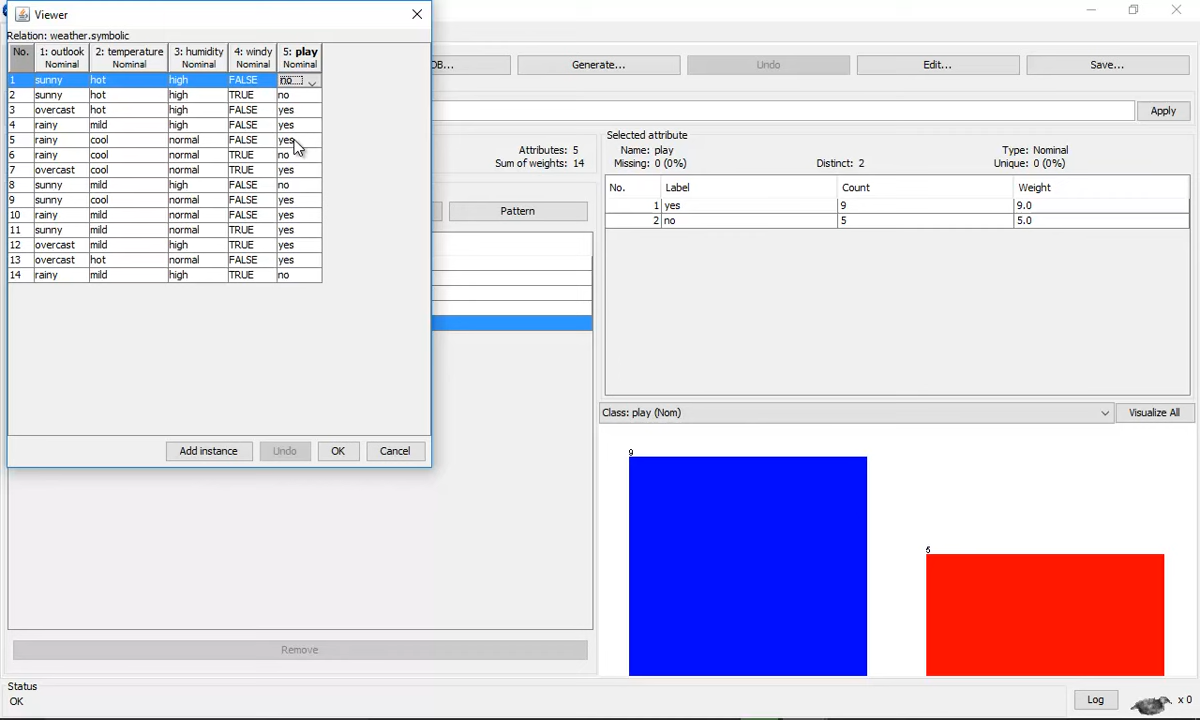 Viewer
Relation: weather.symbolic
No. 1: outlook 2: temperature 3: humidity 4: windy 5: play
Nominal Nominal Nominal Nominal Nominal
1 sunny hot high FALSE no
2 sunny hot high TRUE no
3 overcast hot high FALSE yes
4 rainy mild high FALSE yes
5 rainy cool normal FALSE yes
6 rainy cool normal TRUE no
7 overcast cool normal TRUE yes
8 sunny mild high FALSE no
9 sunny cool normal FALSE yes
10 rainy mild normal FALSE yes
11 sunny mild normal TRUE yes
12 overcast mild high TRUE yes
13 overcast hot normal FALSE yes
14 rainy mild high TRUE no
Add instance Undo OK Cancel
DB... Generate... Undo Edit... Save...
Apply
Attributes: 5
Sum of weights: 14
Pattern
Remove
Selected attribute
Name: play Type: Nominal
Missing: 0 (0%) Distinct: 2 Unique: 0 (0%)
No. Label Count Weight
1 yes 9 9.0
2 no 5 5.0
Class: play (Nom) Visualize All
9
5
Status
OK
Log x 0